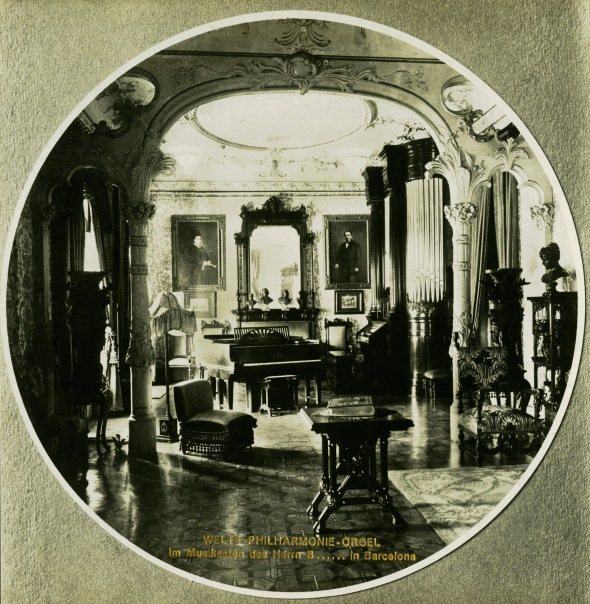 WELTE-PHILHARMONIE-ORGEL
im Musiksalon des Herrn B...... in Barcelona